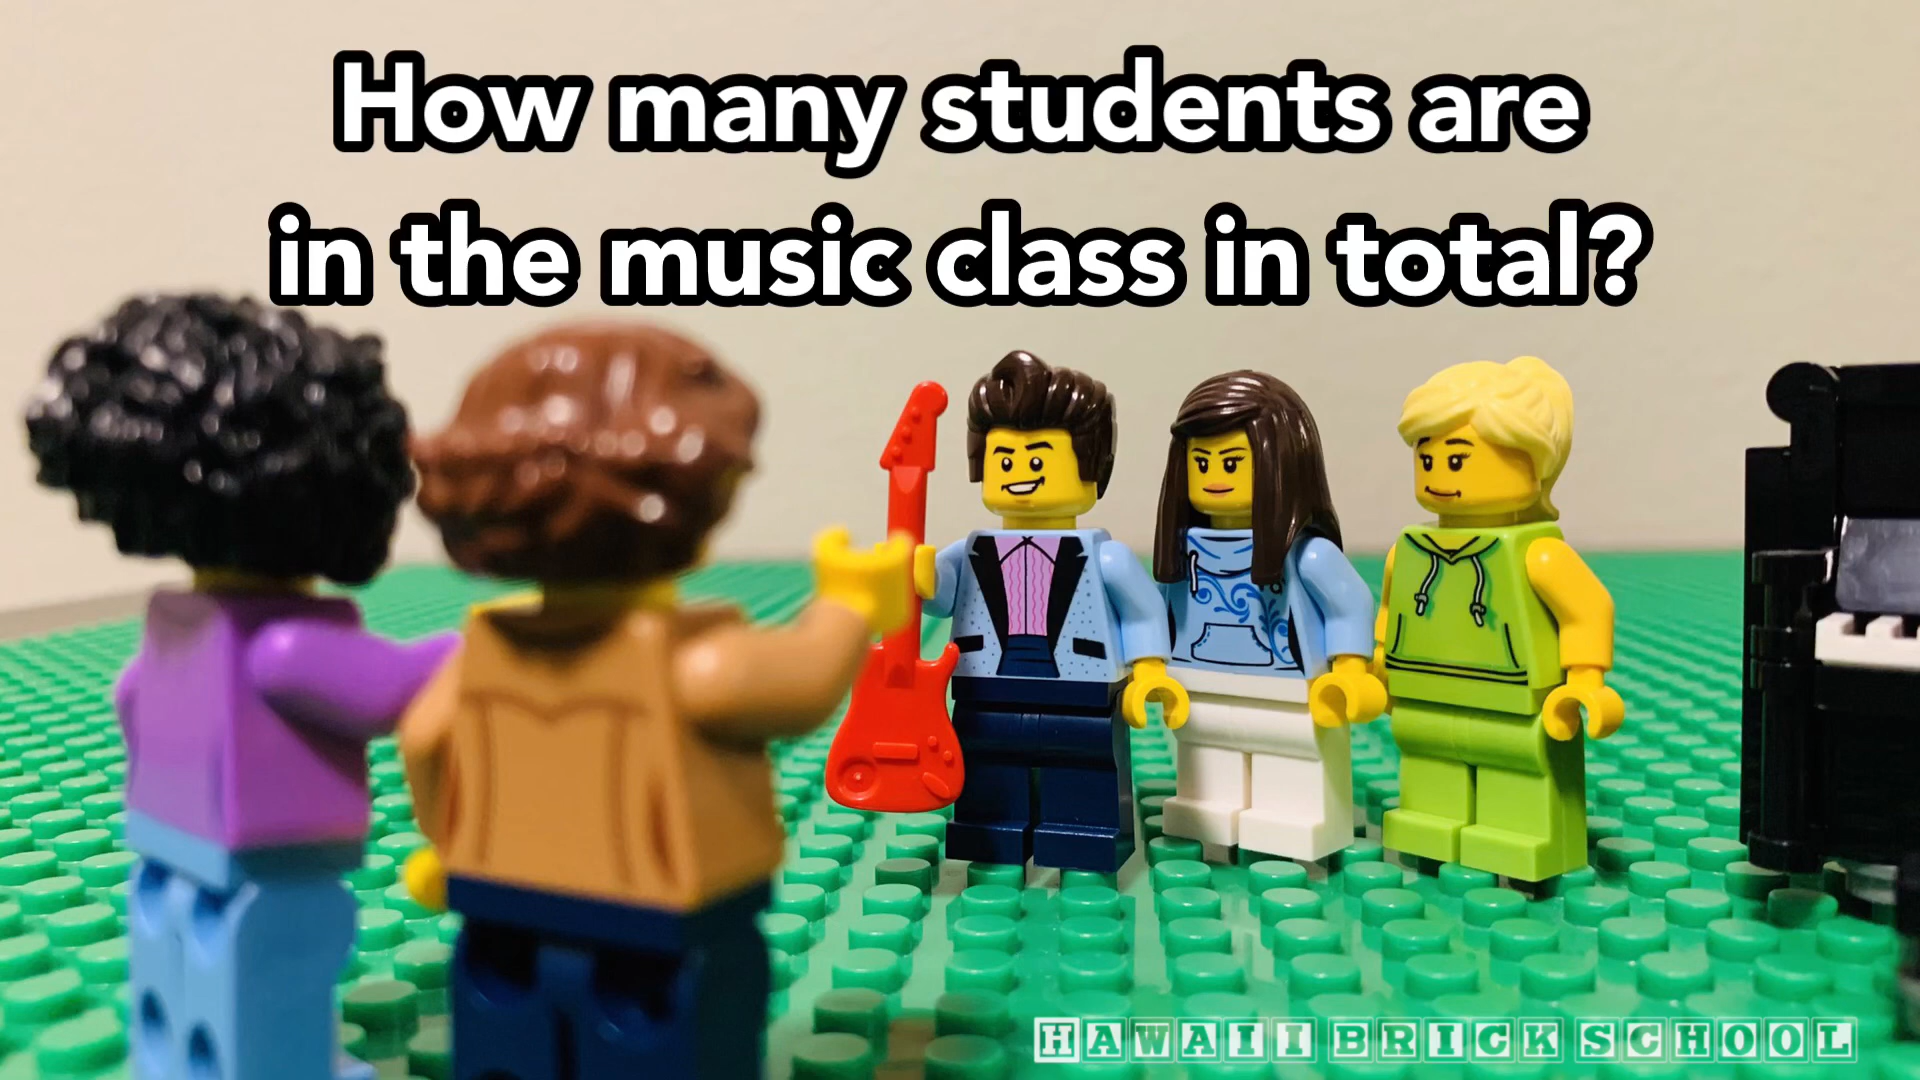 How many students are
in the music class in total?
HAWAII BRICK SCHOOL